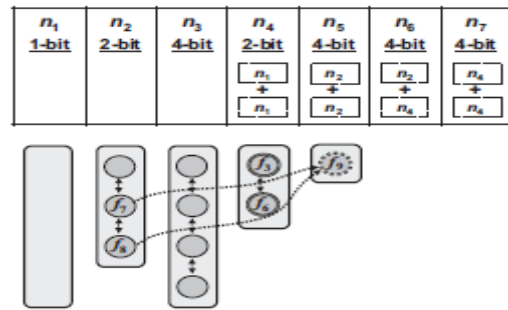 n₁ n₂ n₃ n₄ n₅ n₆ n₇
1-bit 2-bit 4-bit 2-bit 4-bit 4-bit 4-bit
n₁ n₂ n₂ n₄
+ + + +
n₁ n₂ n₄ n₄
f₃ f₉
f₇ f₆
f₈